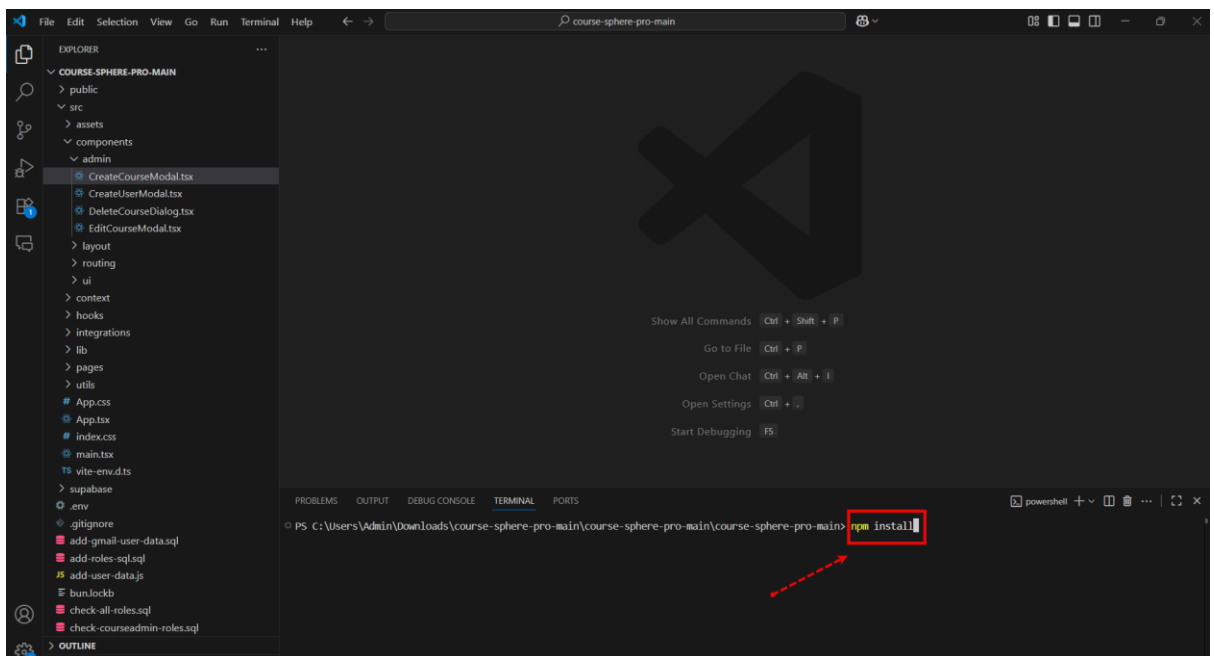 File Edit Selection View Go Run Terminal Help
course-sphere-pro-main
EXPLORER
COURSE-SPHERE-PRO-MAIN
public
src
assets
components
admin
CreateCourseModal.tsx
CreateUserModal.tsx
DeleteCourseDialog.tsx
EditCourseModal.tsx
layout
routing
ui
context
hooks
integrations
lib
pages
utils
# App.css
App.tsx
# index.css
main.tsx
TS vite-env.d.ts
supabase
.env
.gitignore
add-gmail-user-data.sql
add-roles-sql.sql
JS add-user-data.js
bun.lockb
check-all-roles.sql
check-courseadmin-roles.sql
OUTLINE
1
Show All Commands Ctrl + Shift + P
Go to File Ctrl + P
Open Chat Ctrl + Alt + I
Open Settings Ctrl + ,
Start Debugging F5
PROBLEMS OUTPUT DEBUG CONSOLE TERMINAL PORTS
powershell
PS C:\Users\Admin\Downloads\course-sphere-pro-main\course-sphere-pro-main\course-sphere-pro-main> npm install